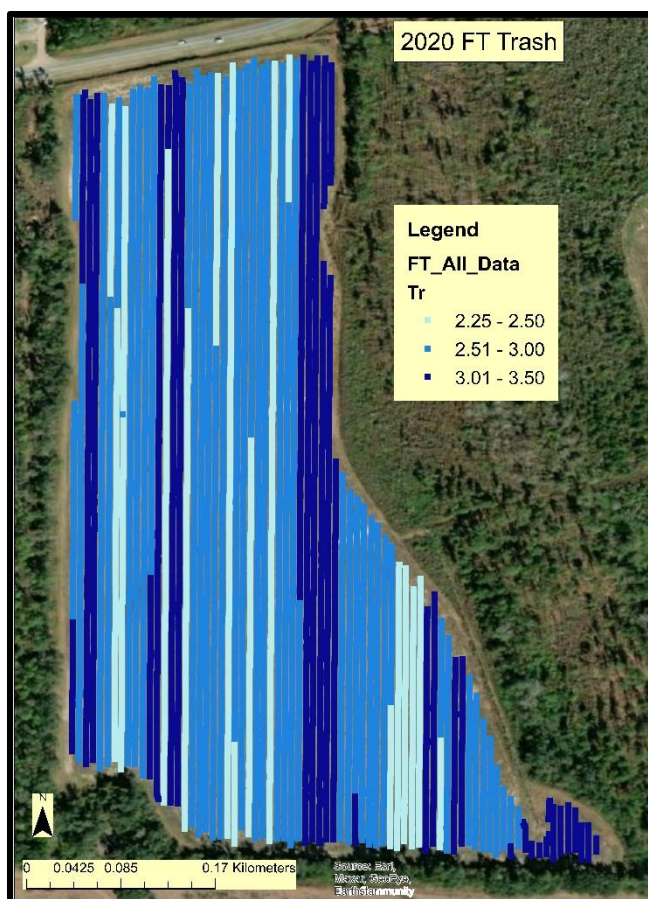 2020 FT Trash
Legend
FT_All_Data
Tr
2.25 - 2.50
2.51 - 3.00
3.01 - 3.50
N
0 0.0425 0.085 0.17 Kilometers
Source: Esri,
Maxar, GeoEye,